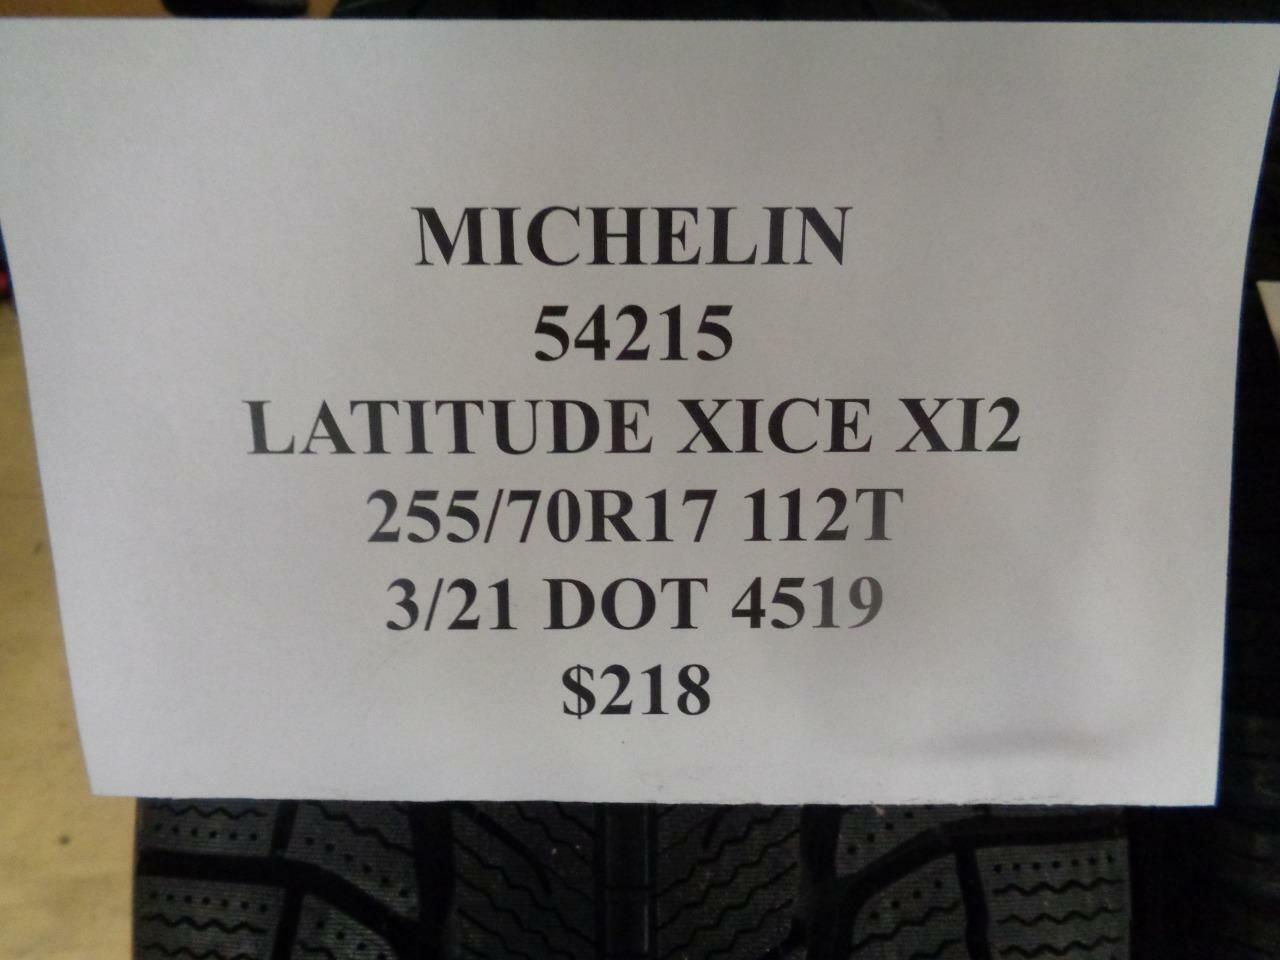 MICHELIN
54215
LATITUDE XICE XI2
255/70R17 112T
3/21 DOT 4519
$218